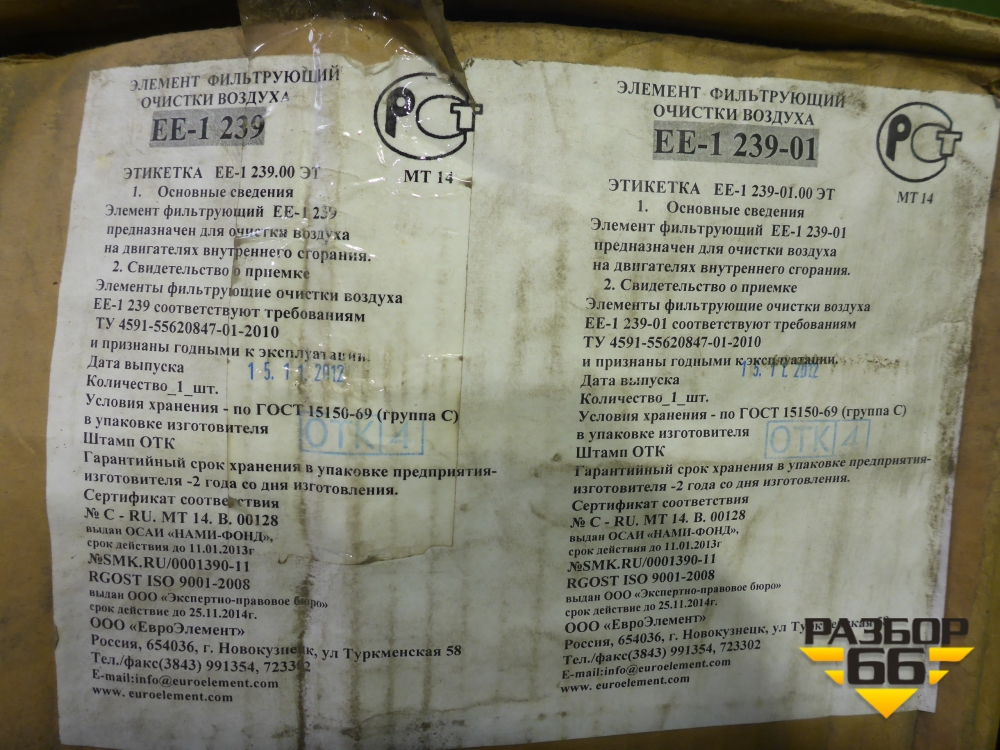 ЭЛЕМЕНТ ФИЛЬТРУЮЩИЙ
ОЧИСТКИ ВОЗДУХА
ЕЕ-1 239
РСТ
МТ 14
ЭТИКЕТКА ЕЕ-1 239.00 ЭТ
1. Основные сведения
Элемент фильтрующий ЕЕ-1 239
предназначен для очистки воздуха
на двигателях внутреннего сгорания.
2. Свидетельство о приемке
Элементы фильтрующие очистки воздуха
ЕЕ-1 239 соответствуют требованиям
ТУ 4591-55620847-01-2010
и признаны годными к эксплуатации.
Дата выпуска 15.11 2012
Количество_1_шт.
Условия хранения - по ГОСТ 15150-69 (группа С)
в упаковке изготовителя
Штамп ОТК ОТК 4
Гарантийный срок хранения в упаковке предприятия-
изготовителя -2 года со дня изготовления.
Сертификат соответствия
№ С - RU. МТ 14. В. 00128
выдан ОСАИ «НАМИ-ФОНД»,
срок действия до 11.01.2013г
№SMK.RU/0001390-11
RGOST ISO 9001-2008
выдан ООО «Экспертно-правовое бюро»
срок действие до 25.11.2014г.
ООО «ЕвроЭлемент»
Россия, 654036, г. Новокузнецк, ул Туркменская 58
Тел./факс(3843) 991354, 723302
E-mail:info@euroelement.com
www. euroelement.com
ЭЛЕМЕНТ ФИЛЬТРУЮЩИЙ
ОЧИСТКИ ВОЗДУХА
ЕЕ-1 239-01
РСТ
МТ 14
ЭТИКЕТКА ЕЕ-1 239-01.00 ЭТ
1. Основные сведения
Элемент фильтрующий ЕЕ-1 239-01
предназначен для очистки воздуха
на двигателях внутреннего сгорания.
2. Свидетельство о приемке
Элементы фильтрующие очистки воздуха
ЕЕ-1 239-01 соответствуют требованиям
ТУ 4591-55620847-01-2010
и признаны годными к эксплуатации.
Дата выпуска
Количество_1_шт.
Условия хранения - по ГОСТ 15150-69 (группа С)
в упаковке изготовителя
Штамп ОТК ОТК 4
Гарантийный срок хранения в упаковке предприятия-
изготовителя -2 года со дня изготовления.
Сертификат соответствия
№ С - RU. МТ 14. В. 00128
выдан ОСАИ «НАМИ-ФОНД»,
срок действия до 11.01.2013г
№SMK.RU/0001390-11
RGOST ISO 9001-2008
выдан ООО «Экспертно-правовое бюро»
срок действие до 25.11.2014г.
ООО «ЕвроЭлемент»
Россия, 654036, г. Новокузнецк, ул Туркменская
Тел./факс(3843) 991354, 723302
E-mail:info@euroelement.com
www. euroelement.com
РАЗБОР
66